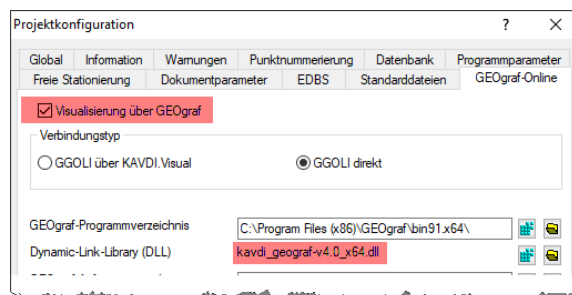 Projektkonfiguration ? ×
Global Information Warnungen Punktnummerierung Datenbank Programmparameter
Freie Stationierung Dokumentparameter EDBS Standarddateien GEOgraf-Online
Visualisierung über GEOgraf
Verbindungstyp
GGOLI über KAVDI.Visual GGOLI direkt
GEOgraf-Programmverzeichnis C:\Program Files (x86)\GEOgraf\bin91.x64\
Dynamic-Link-Library (DLL) kavdi_geograf-v4.0_x64.dll